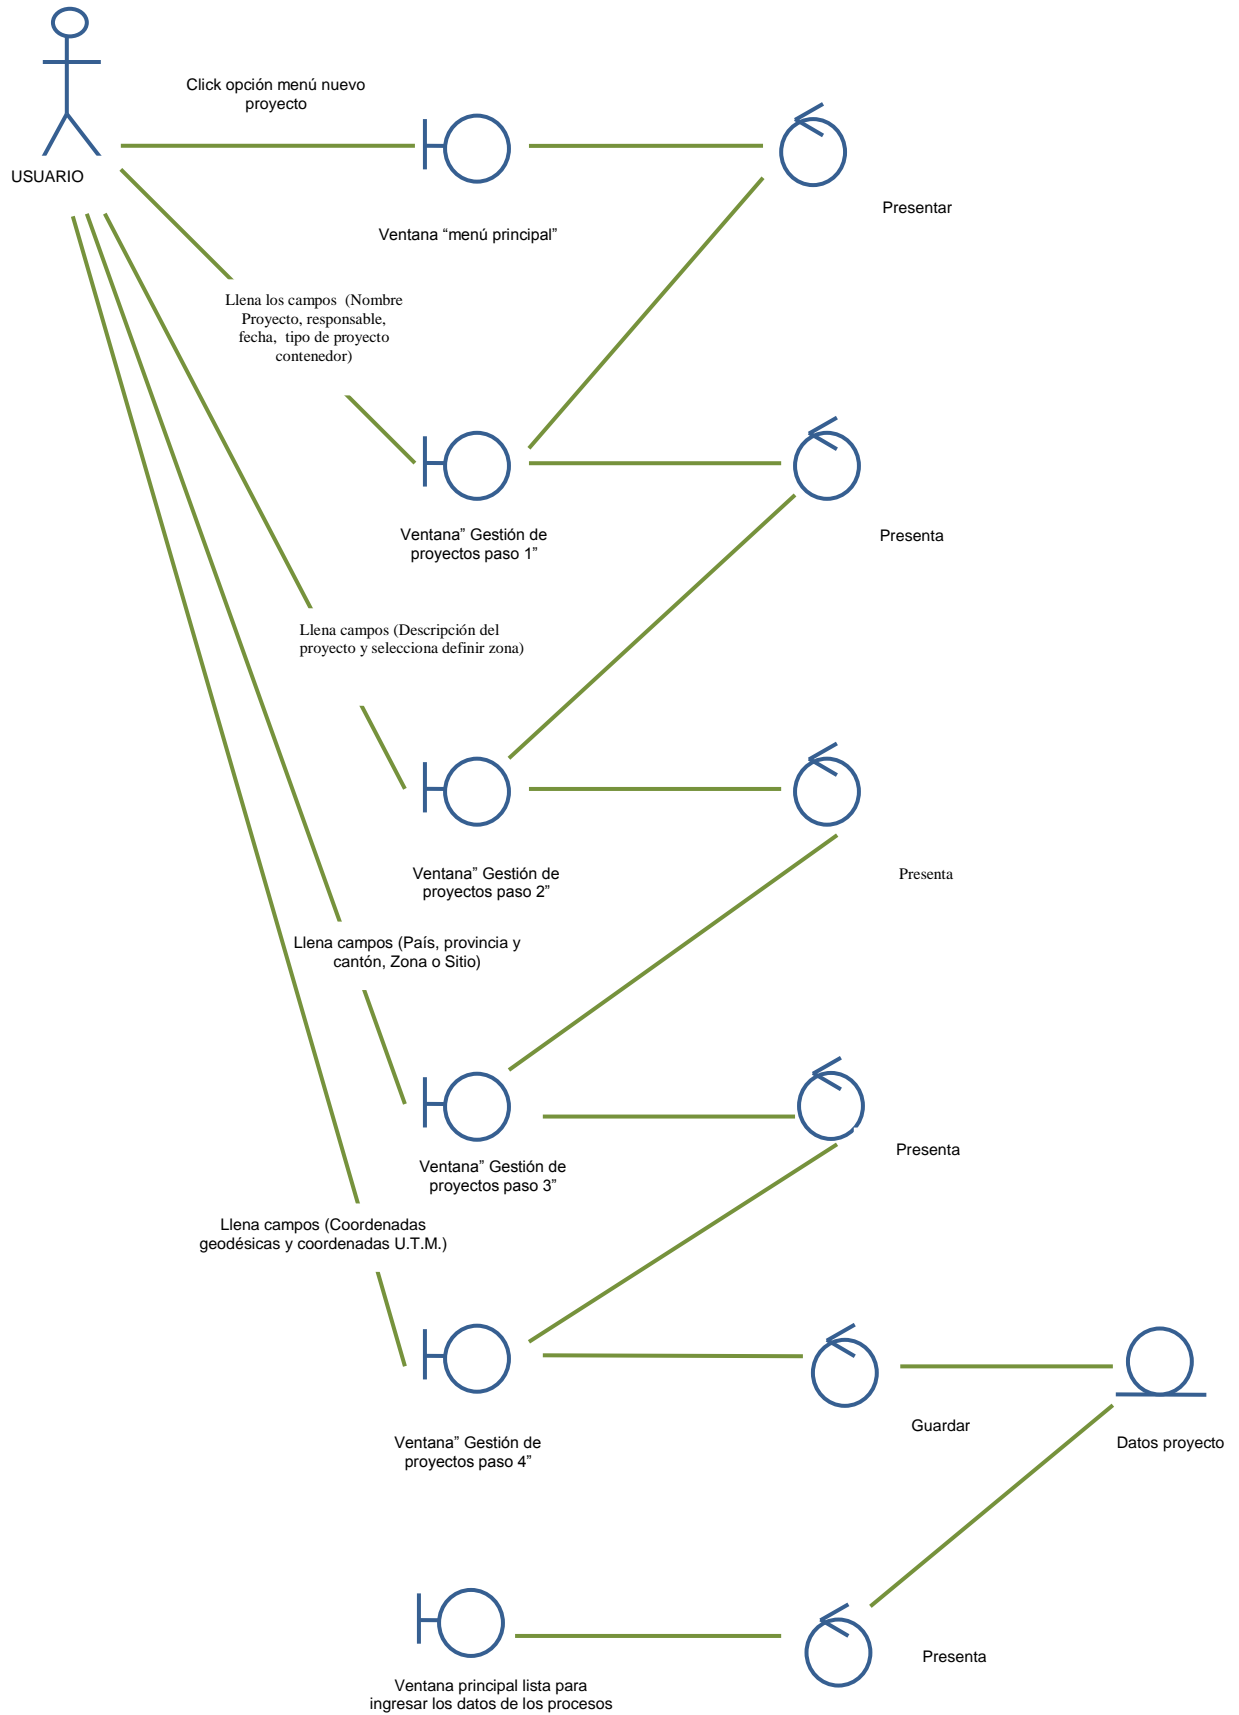 Click opción menú nuevo
proyecto
USUARIO
Presentar
Ventana “menú principal”
Llena los campos (Nombre
Proyecto, responsable,
fecha, tipo de proyecto
contenedor)
Ventana” Gestión de
proyectos paso 1”
Presenta
Llena campos (Descripción del
proyecto y selecciona definir zona)
Ventana” Gestión de
proyectos paso 2”
Presenta
Llena campos (País, provincia y
cantón, Zona o Sitio)
Ventana” Gestión de
proyectos paso 3”
Presenta
Llena campos (Coordenadas
geodésicas y coordenadas U.T.M.)
Ventana” Gestión de
proyectos paso 4”
Guardar
Datos proyecto
Presenta
Ventana principal lista para
ingresar los datos de los procesos